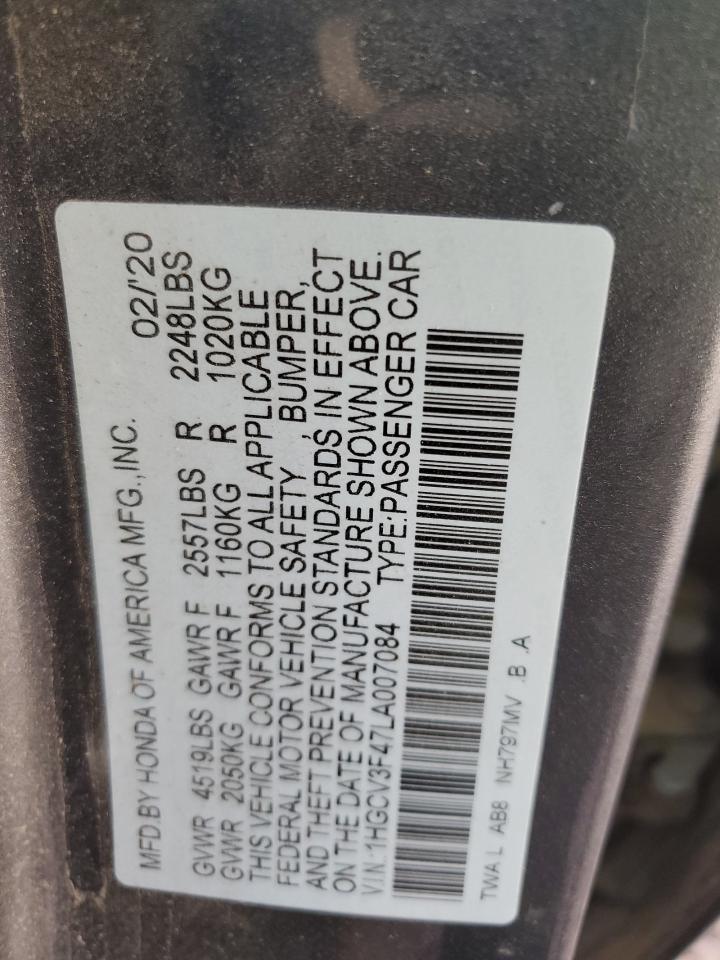 MFD.BY HONDA OF AMERICA MFG.,INC. 02/'20
GVWR 4519LBS GAWR F 2557LBS R 2248LBS
GVWR 2050KG GAWR F 1160KG R 1020KG
THIS VEHICLE CONFORMS TO ALL APPLICABLE
FEDERAL MOTOR VEHICLE SAFETY , BUMPER,
AND THEFT PREVENTION STANDARDS IN EFFECT
ON THE DATE OF MANUFACTURE SHOWN ABOVE.
VIN:1HGCV3F47LA007084 TYPE:PASSENGER CAR
TWA L AB8 NH797MV .B .A